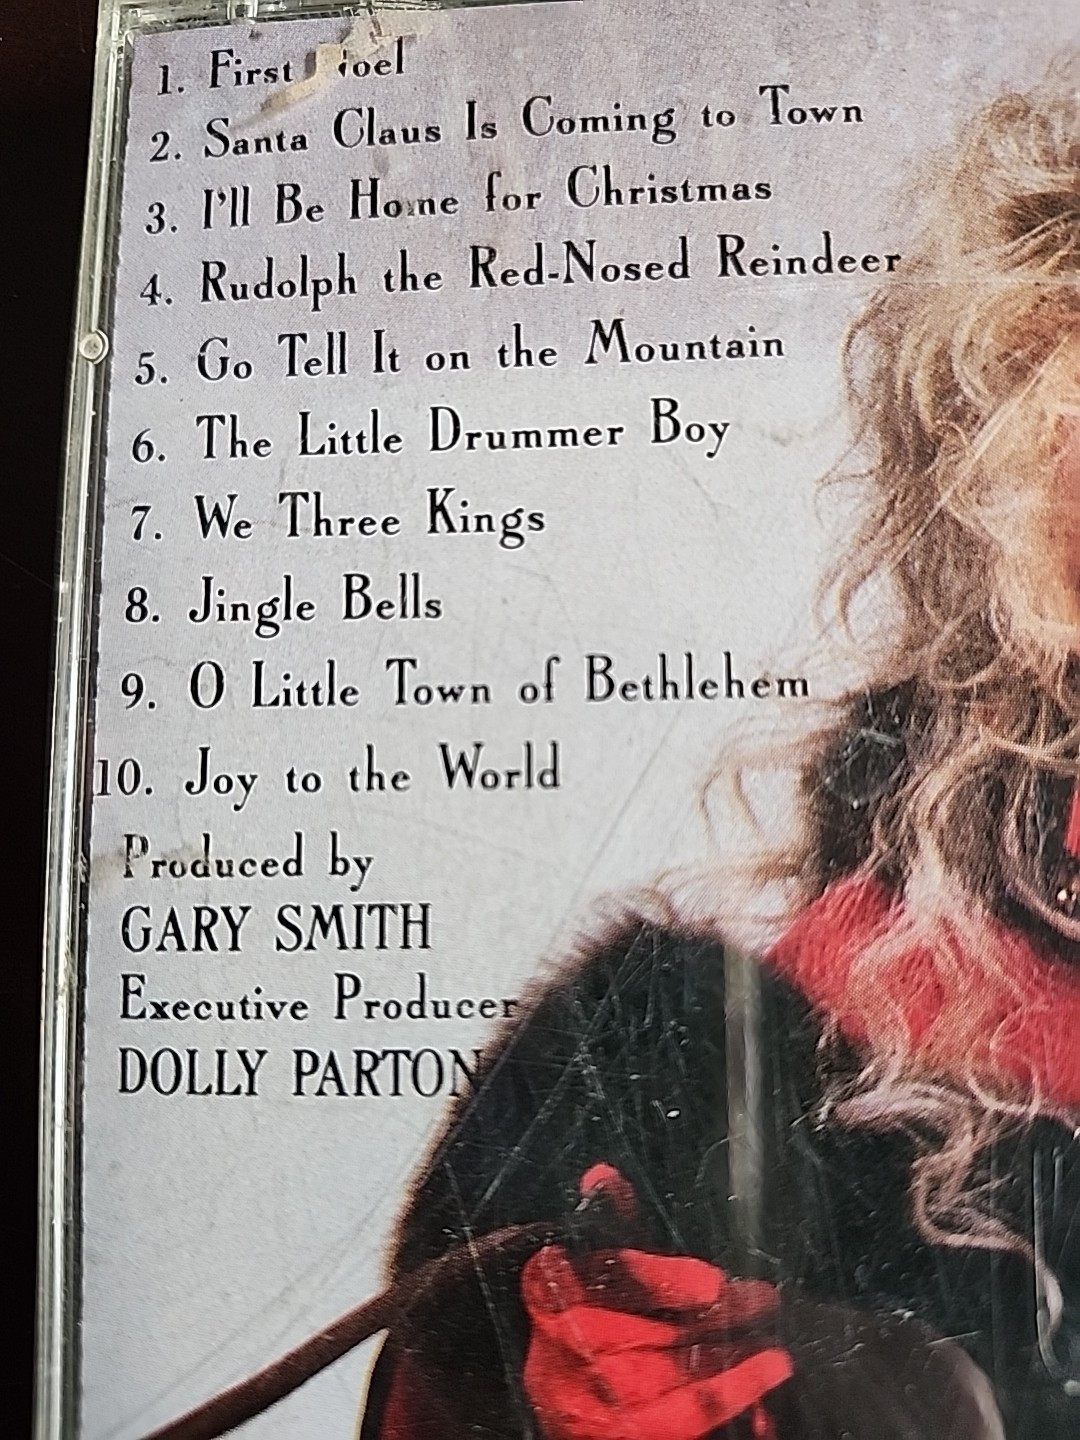 1. First Noel
2. Santa Claus Is Coming to Town
3. I'll Be Home for Christmas
4. Rudolph the Red-Nosed Reindeer
5. Go Tell It on the Mountain
6. The Little Drummer Boy
7. We Three Kings
8. Jingle Bells
9. O Little Town of Bethlehem
10. Joy to the World
Produced by
GARY SMITH
Executive Producer
DOLLY PARTON